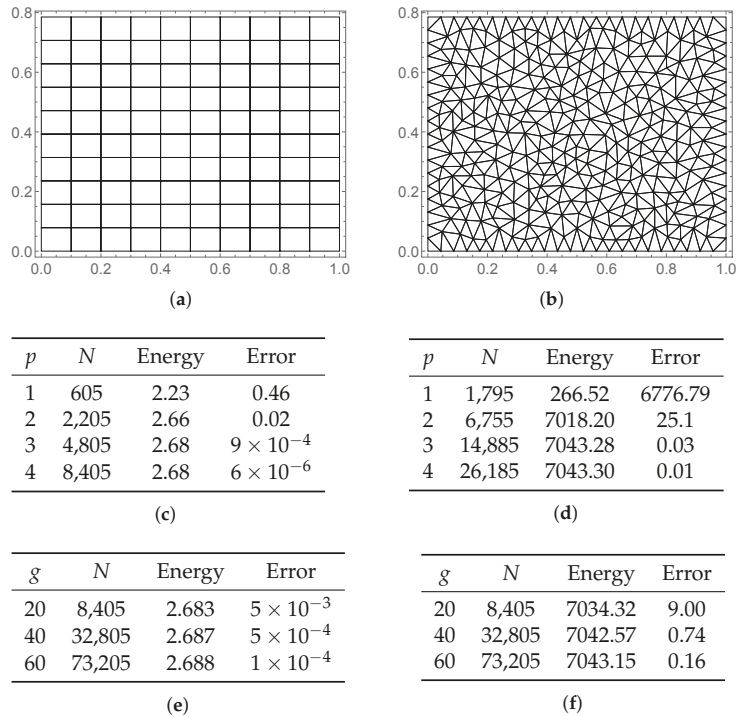 0.8
0.6
0.4
0.2
0.0
0.0 0.2 0.4 0.6 0.8 1.0
(a)
0.8
0.6
0.4
0.2
0.0
0.0 0.2 0.4 0.6 0.8 1.0
(b)
p N Energy Error
1 605 2.23 0.46
2 2,205 2.66 0.02
3 4,805 2.68 9 × 10⁻⁴
4 8,405 2.68 6 × 10⁻⁶
(c)
p N Energy Error
1 1,795 266.52 6776.79
2 6,755 7018.20 25.1
3 14,885 7043.28 0.03
4 26,185 7043.30 0.01
(d)
g N Energy Error
20 8,405 2.683 5 × 10⁻³
40 32,805 2.687 5 × 10⁻⁴
60 73,205 2.688 1 × 10⁻⁴
(e)
g N Energy Error
20 8,405 7034.32 9.00
40 32,805 7042.57 0.74
60 73,205 7043.15 0.16
(f)